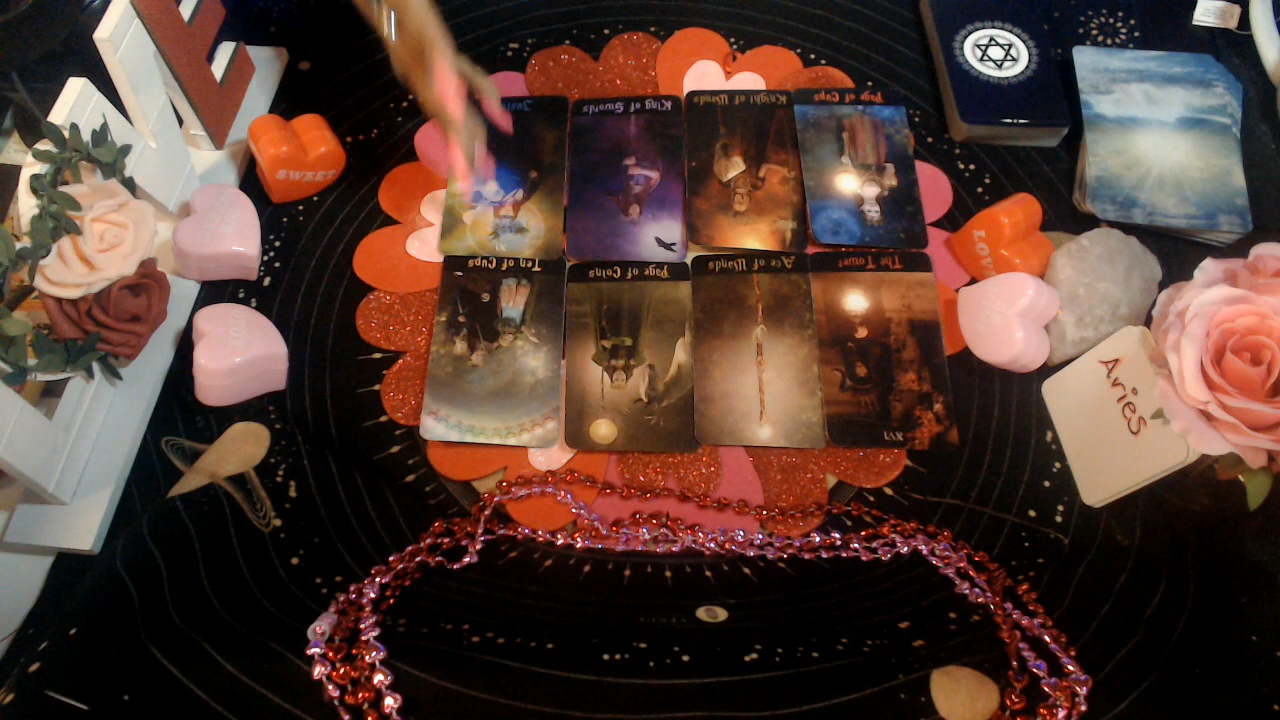 E
SWEET
Justice
King of Swords
Knight of Wands
Page of Cups
LOVE
Ten of Cups
Page of Coins
Ace of Wands
The Tower
XVI
Aries